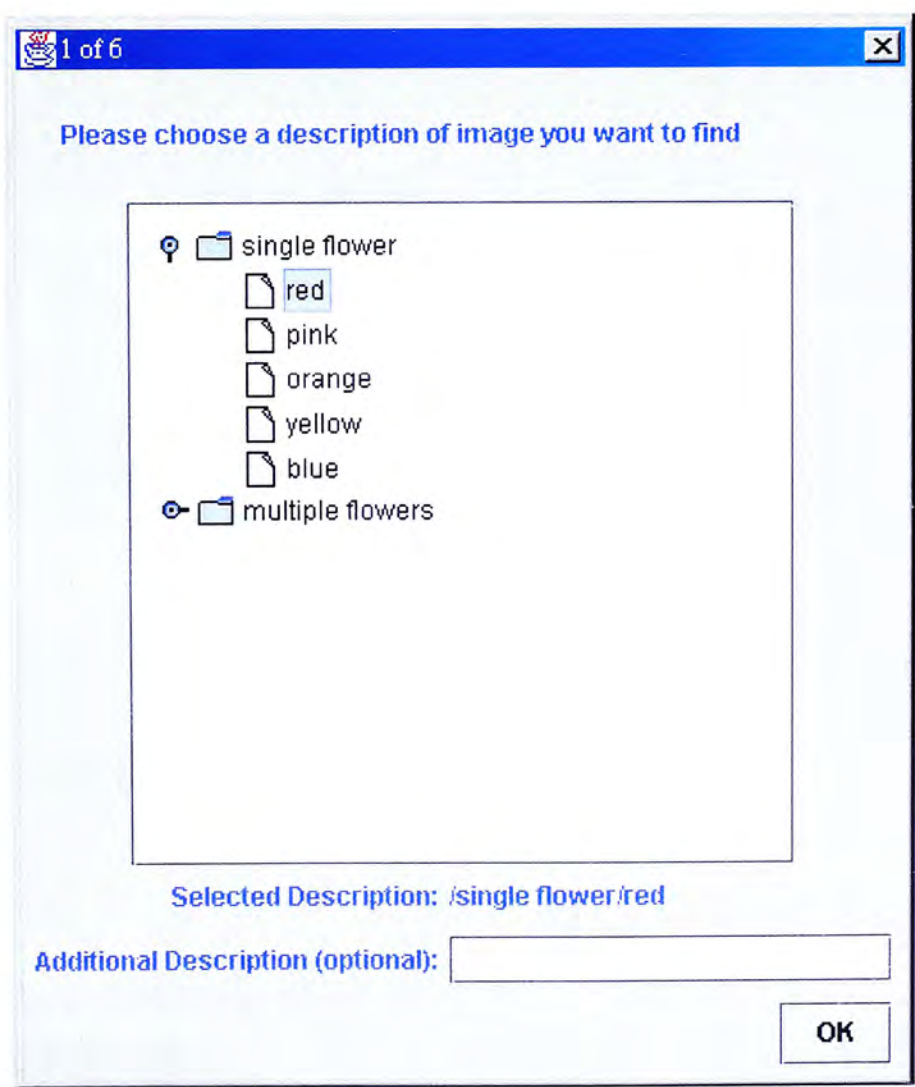 1 of 6
Please choose a description of image you want to find
single flower
red
pink
orange
yellow
blue
multiple flowers
Selected Description: /single flower/red
Additional Description (optional):
OK